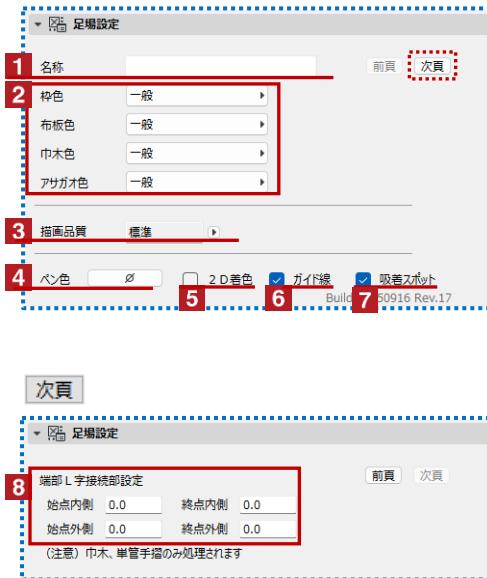 足場設定
1 名称 前頁 次頁
2 枠色 一般
布板色 一般
巾木色 一般
アサガオ色 一般
3 描画品質 標準
4 ペン色 ø 5 2D着色 6 ガイド線 7 吸着スポット
Build 50916 Rev.17
次頁
足場設定
8 端部L字接続部設定 前頁 次頁
始点内側 0.0 終点内側 0.0
始点外側 0.0 終点外側 0.0
(注意) 巾木、単管手摺のみ処理されます